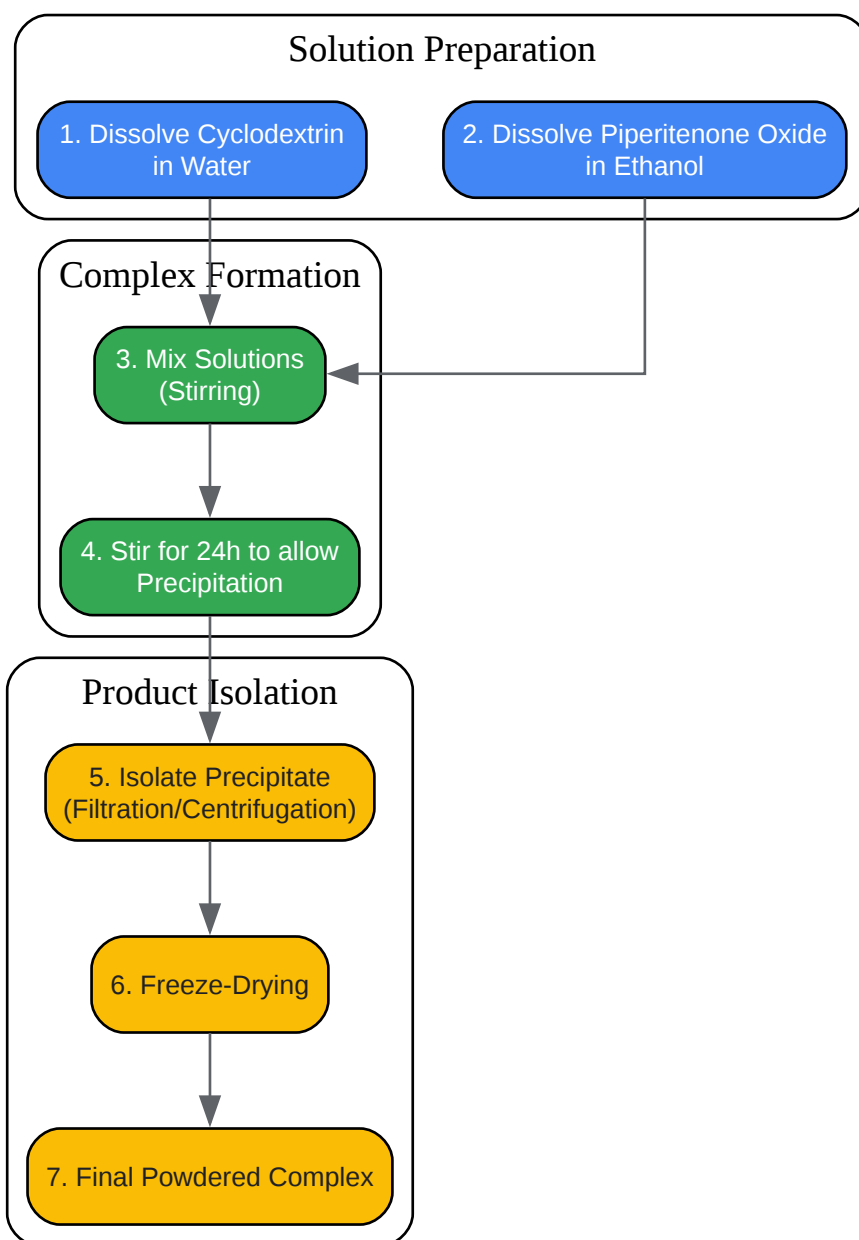 Solution Preparation
1. Dissolve Cyclodextrin
in Water
2. Dissolve Piperitenone Oxide
in Ethanol
Complex Formation
3. Mix Solutions
(Stirring)
4. Stir for 24h to allow
Precipitation
Product Isolation
5. Isolate Precipitate
(Filtration/Centrifugation)
6. Freeze-Drying
7. Final Powdered Complex